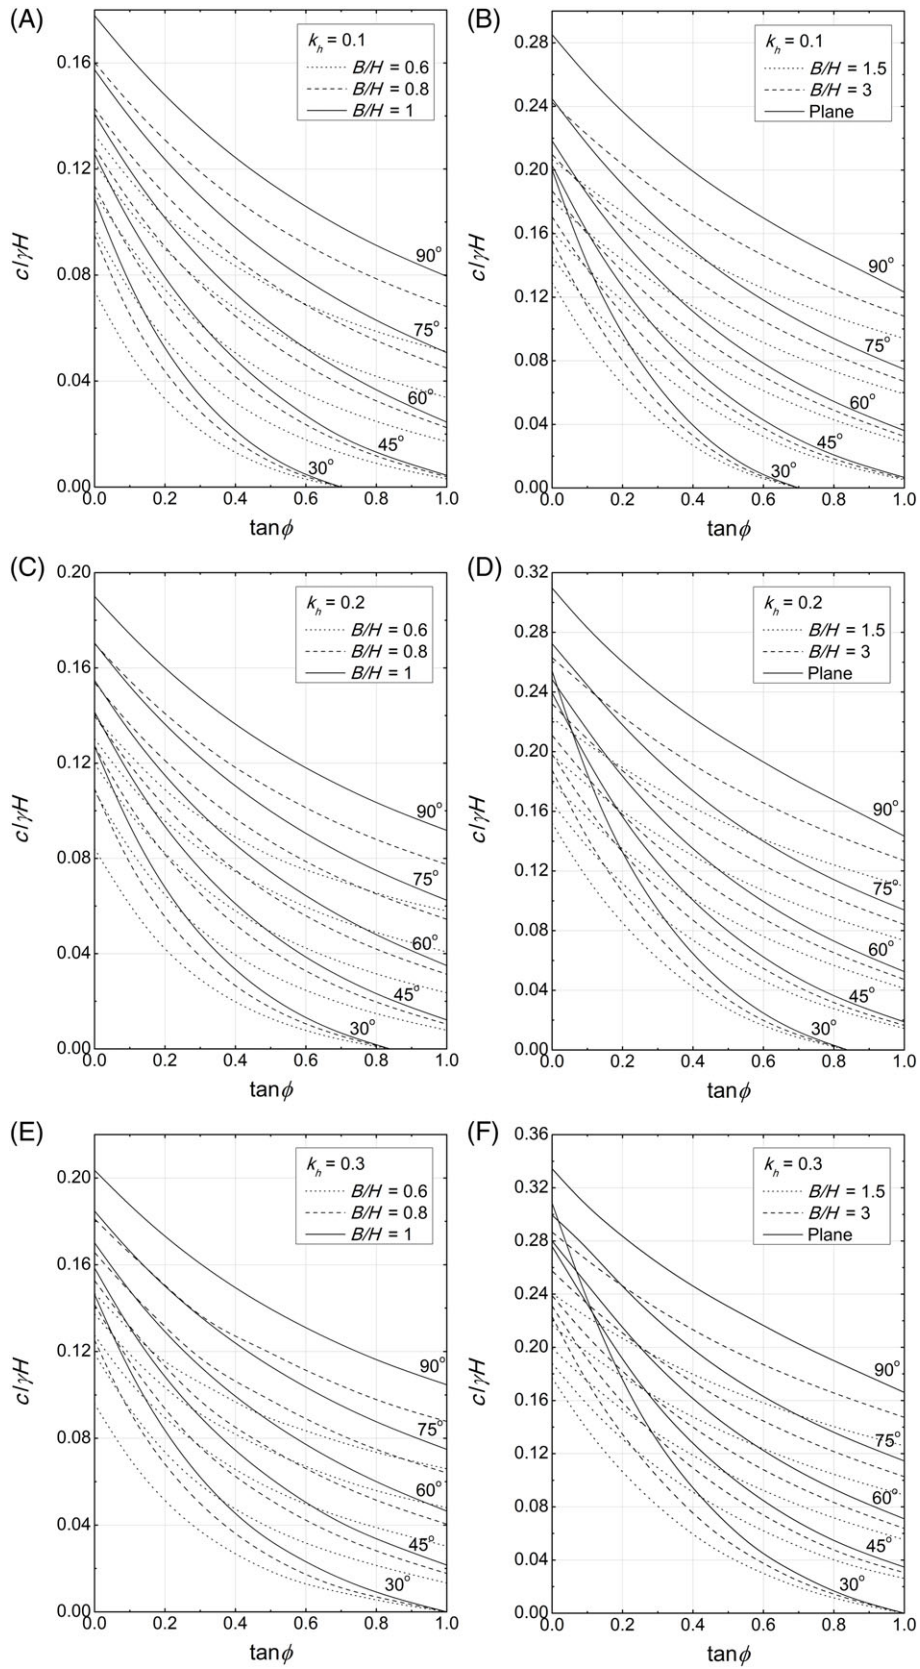 (A)
k_h = 0.1
B/H = 0.6
B/H = 0.8
B/H = 1
0.16
0.12
0.08
0.04
0.00
c/γH
90°
75°
60°
45°
30°
0.0 0.2 0.4 0.6 0.8 1.0
tanϕ
(B)
k_h = 0.1
B/H = 1.5
B/H = 3
Plane
0.28
0.24
0.20
0.16
0.12
0.08
0.04
0.00
c/γH
90°
75°
60°
45°
30°
0.0 0.2 0.4 0.6 0.8 1.0
tanϕ
(C)
k_h = 0.2
B/H = 0.6
B/H = 0.8
B/H = 1
0.20
0.16
0.12
0.08
0.04
0.00
c/γH
90°
75°
60°
45°
30°
0.0 0.2 0.4 0.6 0.8 1.0
tanϕ
(D)
k_h = 0.2
B/H = 1.5
B/H = 3
Plane
0.32
0.28
0.24
0.20
0.16
0.12
0.08
0.04
0.00
c/γH
90°
75°
60°
45°
30°
0.0 0.2 0.4 0.6 0.8 1.0
tanϕ
(E)
k_h = 0.3
B/H = 0.6
B/H = 0.8
B/H = 1
0.20
0.16
0.12
0.08
0.04
0.00
c/γH
90°
75°
60°
45°
30°
0.0 0.2 0.4 0.6 0.8 1.0
tanϕ
(F)
k_h = 0.3
B/H = 1.5
B/H = 3
Plane
0.36
0.32
0.28
0.24
0.20
0.16
0.12
0.08
0.04
0.00
c/γH
90°
75°
60°
45°
30°
0.0 0.2 0.4 0.6 0.8 1.0
tanϕ